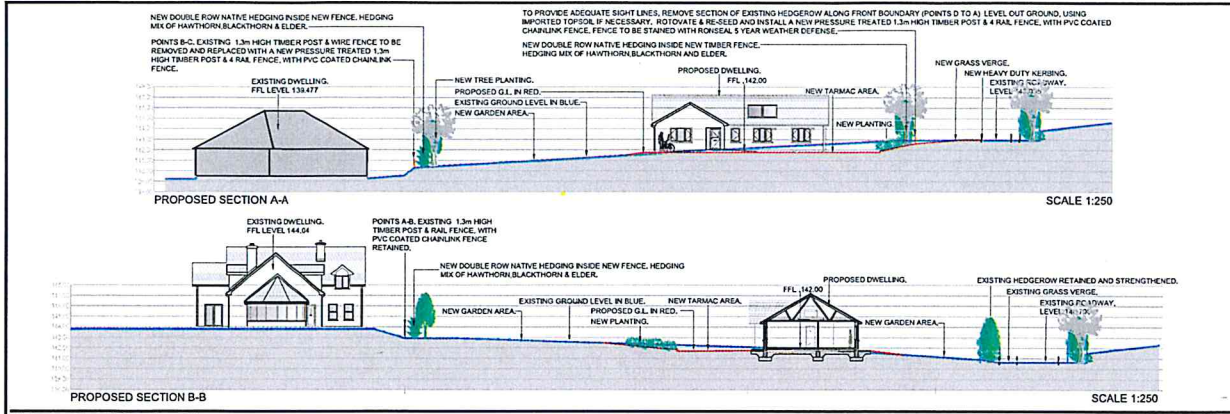 NEW DOUBLE ROW NATIVE HEDGING INSIDE NEW FENCE. HEDGING
MIX OF HAWTHORN,BLACKTHORN & ELDER.
POINTS B-C. EXISTING 1.3m HIGH TIMBER POST & WIRE FENCE TO BE
REMOVED AND REPLACED WITH A NEW PRESSURE TREATED 1.3m
HIGH TIMBER POST & 4 RAIL FENCE, WITH PVC COATED CHAINLINK
FENCE.
EXISTING DWELLING.
FFL LEVEL 139.477
TO PROVIDE ADEQUATE SIGHT LINES, REMOVE SECTION OF EXISTING HEDGEROW ALONG FRONT BOUNDARY (POINTS D TO A) LEVEL OUT GROUND, USING
IMPORTED TOPSOIL IF NECESSARY. ROTOVATE & RE-SEED AND INSTALL A NEW PRESSURE TREATED 1.3m HIGH TIMBER POST & 4 RAIL FENCE, WITH PVC COATED
CHAINLINK FENCE. FENCE TO BE STAINED WITH RONSEAL 5 YEAR WEATHER DEFENSE.
NEW DOUBLE ROW NATIVE HEDGING INSIDE NEW TIMBER FENCE.
HEDGING MIX OF HAWTHORN,BLACKTHORN AND ELDER.
NEW TREE PLANTING.
PROPOSED G.L. IN RED.
EXISTING GROUND LEVEL IN BLUE.
NEW GARDEN AREA.
PROPOSED DWELLING.
FFL 142.00
NEW TARMAC AREA.
NEW PLANTING.
NEW GRASS VERGE.
NEW HEAVY DUTY KERBING.
EXISTING ROADWAY.
LEVEL
PROPOSED SECTION A-A
SCALE 1:250
EXISTING DWELLING.
FFL LEVEL 144.04
POINTS A-B. EXISTING 1.3m HIGH
TIMBER POST & RAIL FENCE, WITH
PVC COATED CHAINLINK FENCE
RETAINED.
NEW DOUBLE ROW NATIVE HEDGING INSIDE NEW FENCE. HEDGING
MIX OF HAWTHORN,BLACKTHORN & ELDER.
NEW GARDEN AREA.
EXISTING GROUND LEVEL IN BLUE.
PROPOSED G.L. IN RED.
NEW PLANTING.
NEW TARMAC AREA.
PROPOSED DWELLING.
FFL 142.00
NEW GARDEN AREA.
EXISTING HEDGEROW RETAINED AND STRENGTHENED.
EXISTING GRASS VERGE.
EXISTING ROADWAY.
LEVEL
PROPOSED SECTION B-B
SCALE 1:250